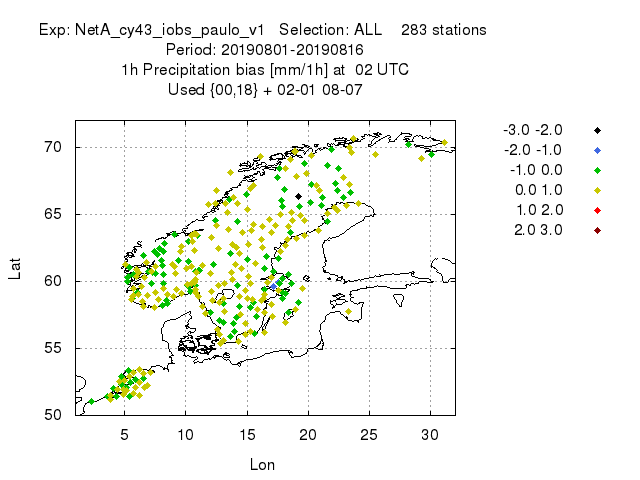 Exp: NetA_cy43_iobs_paulo_v1 Selection: ALL 283 stations
Period: 20190801-20190816
1h Precipitation bias [mm/1h] at 02 UTC
Used {00,18} + 02-01 08-07
-3.0 -2.0
-2.0 -1.0
-1.0 0.0
0.0 1.0
1.0 2.0
2.0 3.0
70
65
60
55
50
Lat
5 10 15 20 25 30
Lon